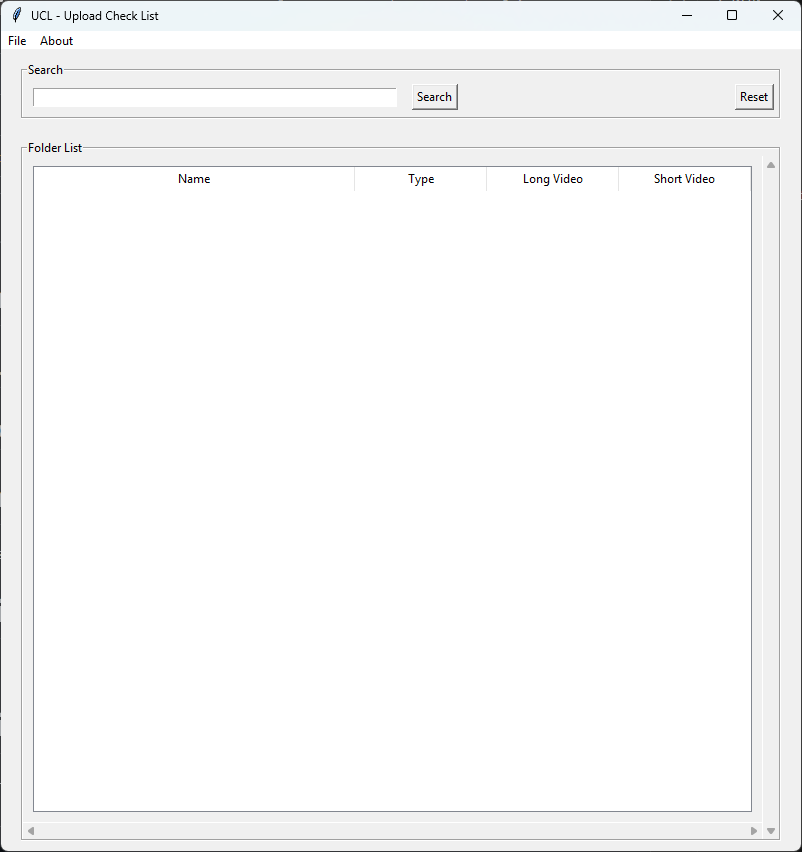 UCL - Upload Check List
File About
Search
Search Reset
Folder List
Name Type Long Video Short Video